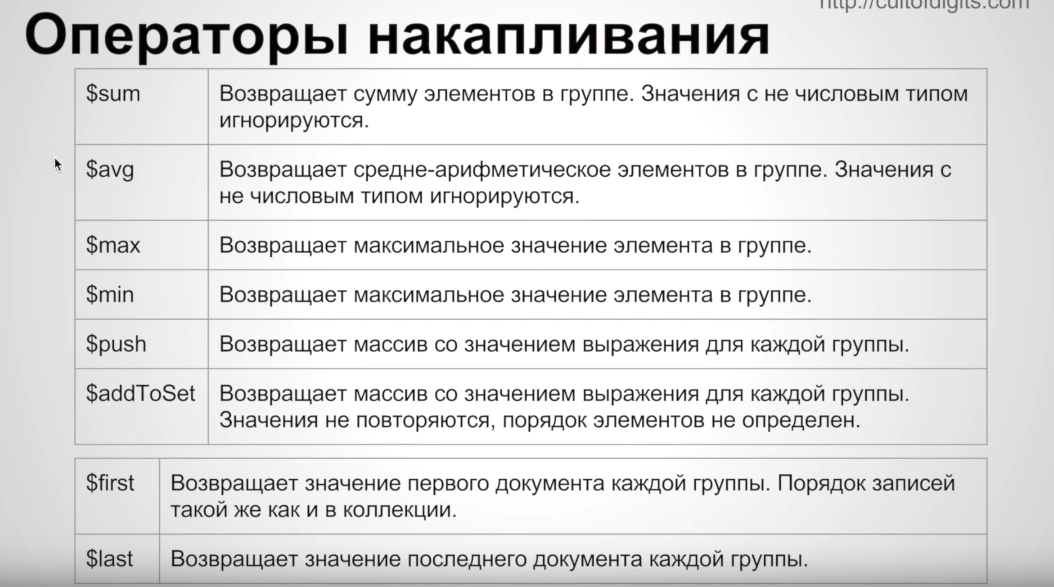 http://cultofdigits.com
Операторы накапливания
$sum Возвращает сумму элементов в группе. Значения с не числовым типом
игнорируются.
$avg Возвращает средне-арифметическое элементов в группе. Значения с
не числовым типом игнорируются.
$max Возвращает максимальное значение элемента в группе.
$min Возвращает максимальное значение элемента в группе.
$push Возвращает массив со значением выражения для каждой группы.
$addToSet Возвращает массив со значением выражения для каждой группы.
Значения не повторяются, порядок элементов не определен.
$first Возвращает значение первого документа каждой группы. Порядок записей
такой же как и в коллекции.
$last Возвращает значение последнего документа каждой группы.